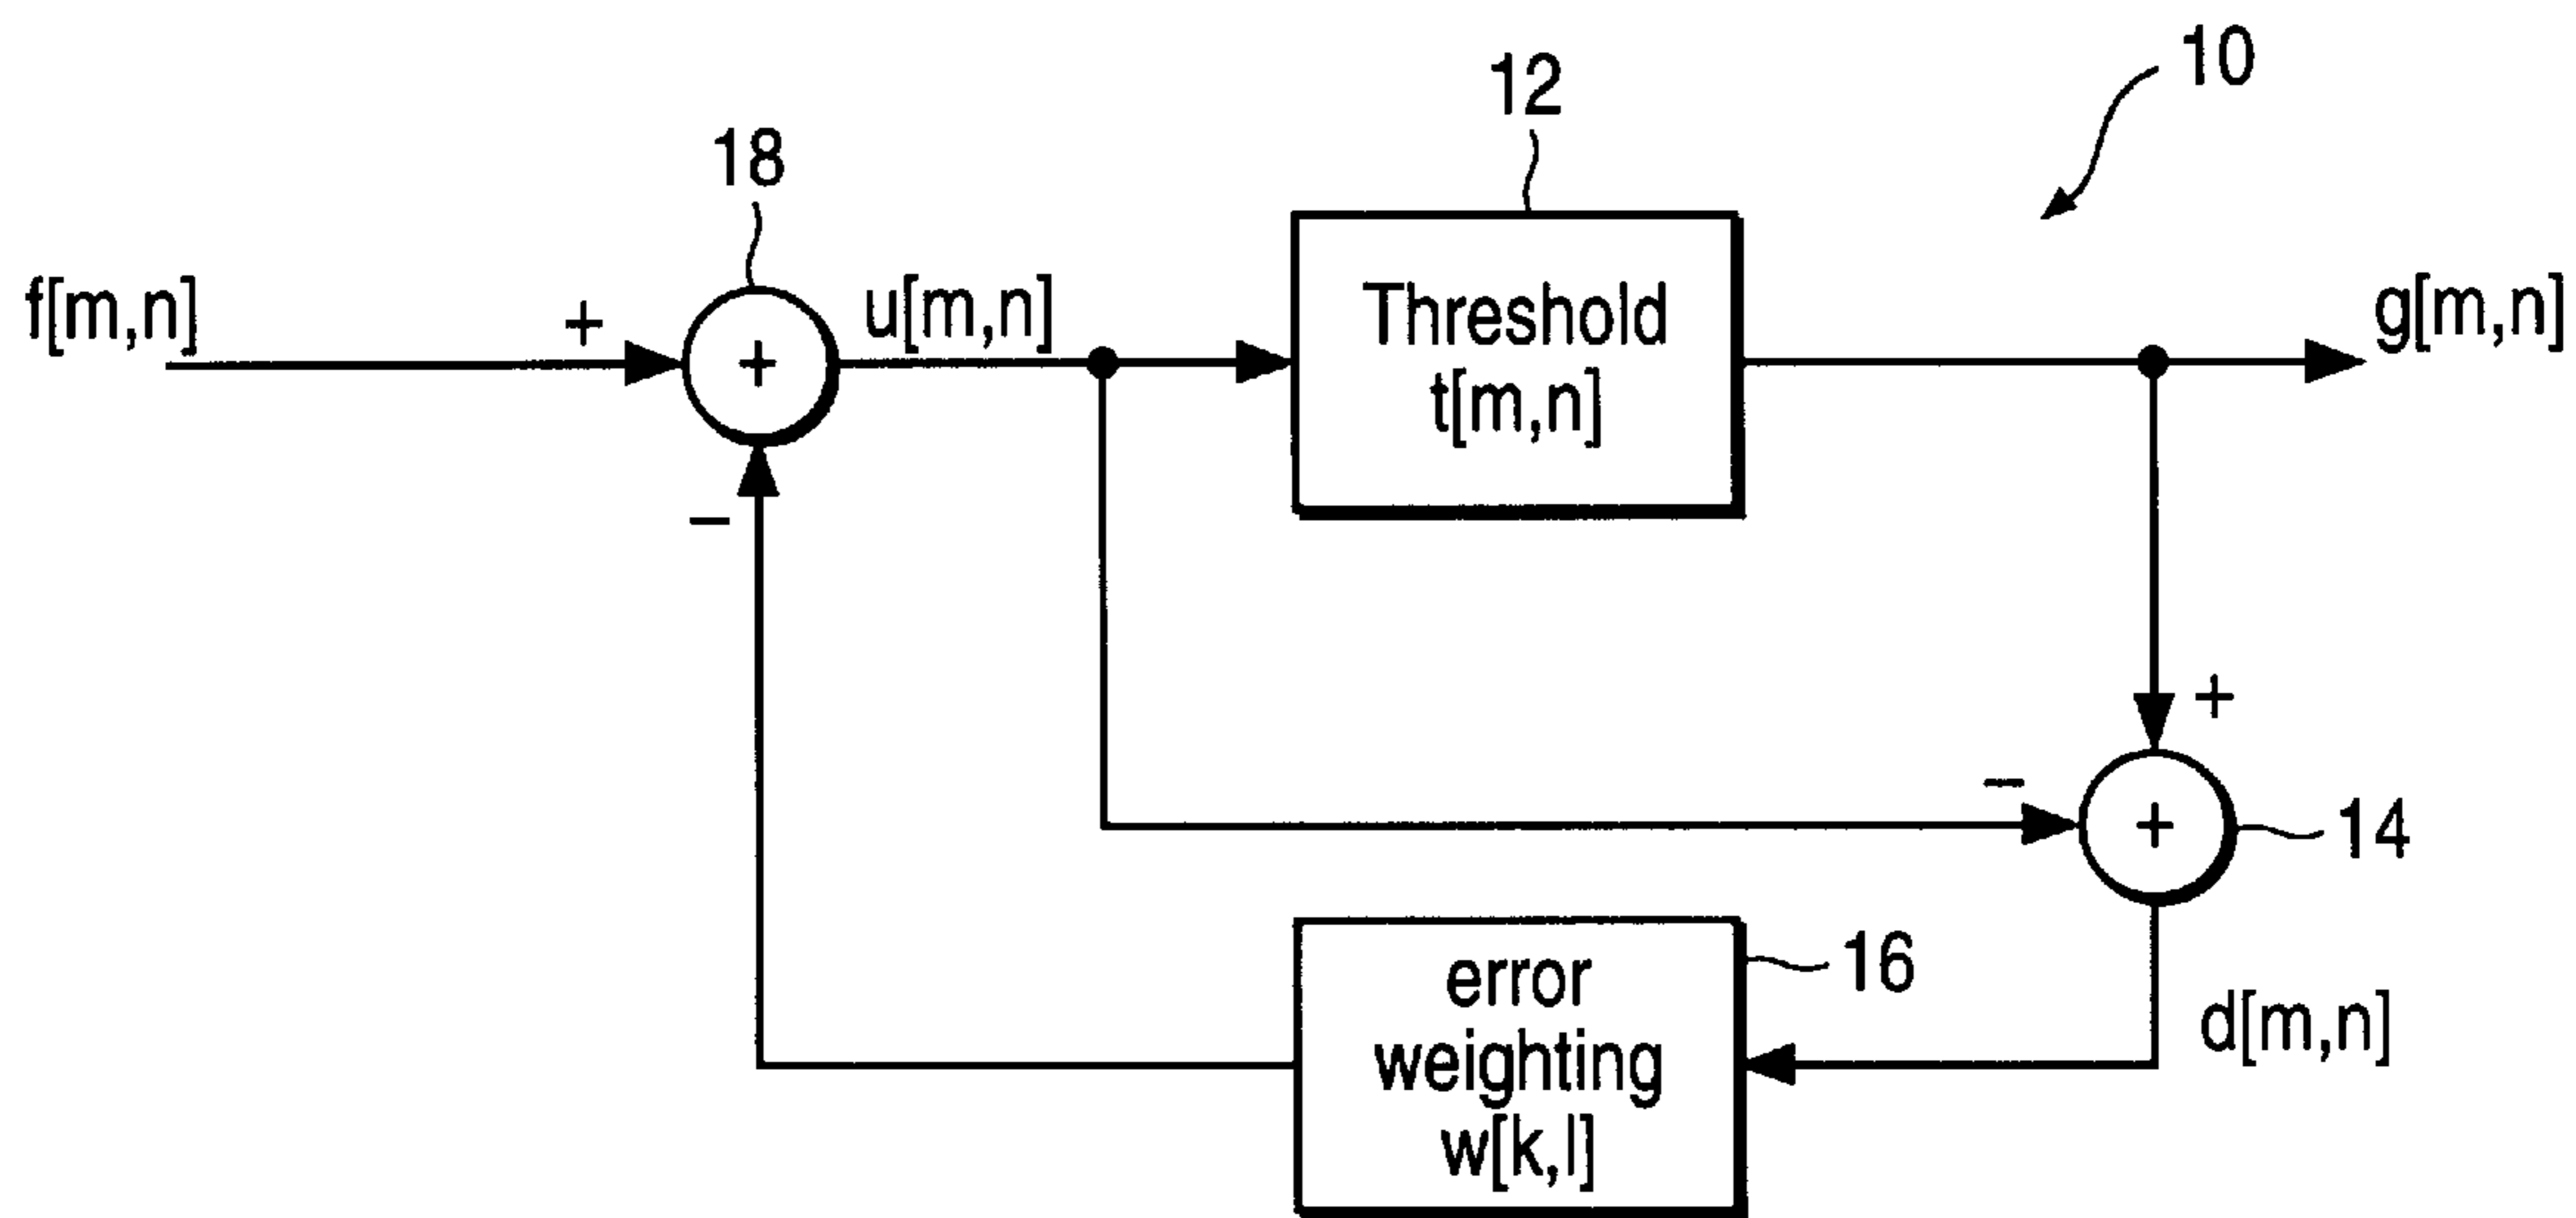 10
12
18
f[m,n]
+
+
u[m,n]
Threshold
t[m,n]
g[m,n]
−
+
−
+
14
error
weighting
w[k,l]
16
d[m,n]